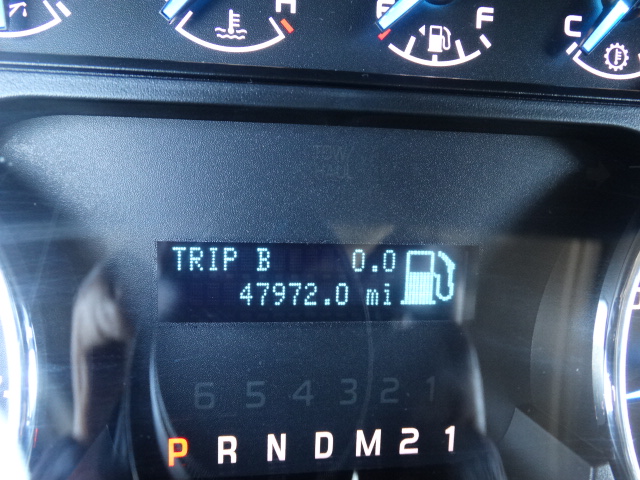 H
E F
C
TRIP B 0.0
47972.0 mi
6 5 4 3 2 1
P R N D M 2 1